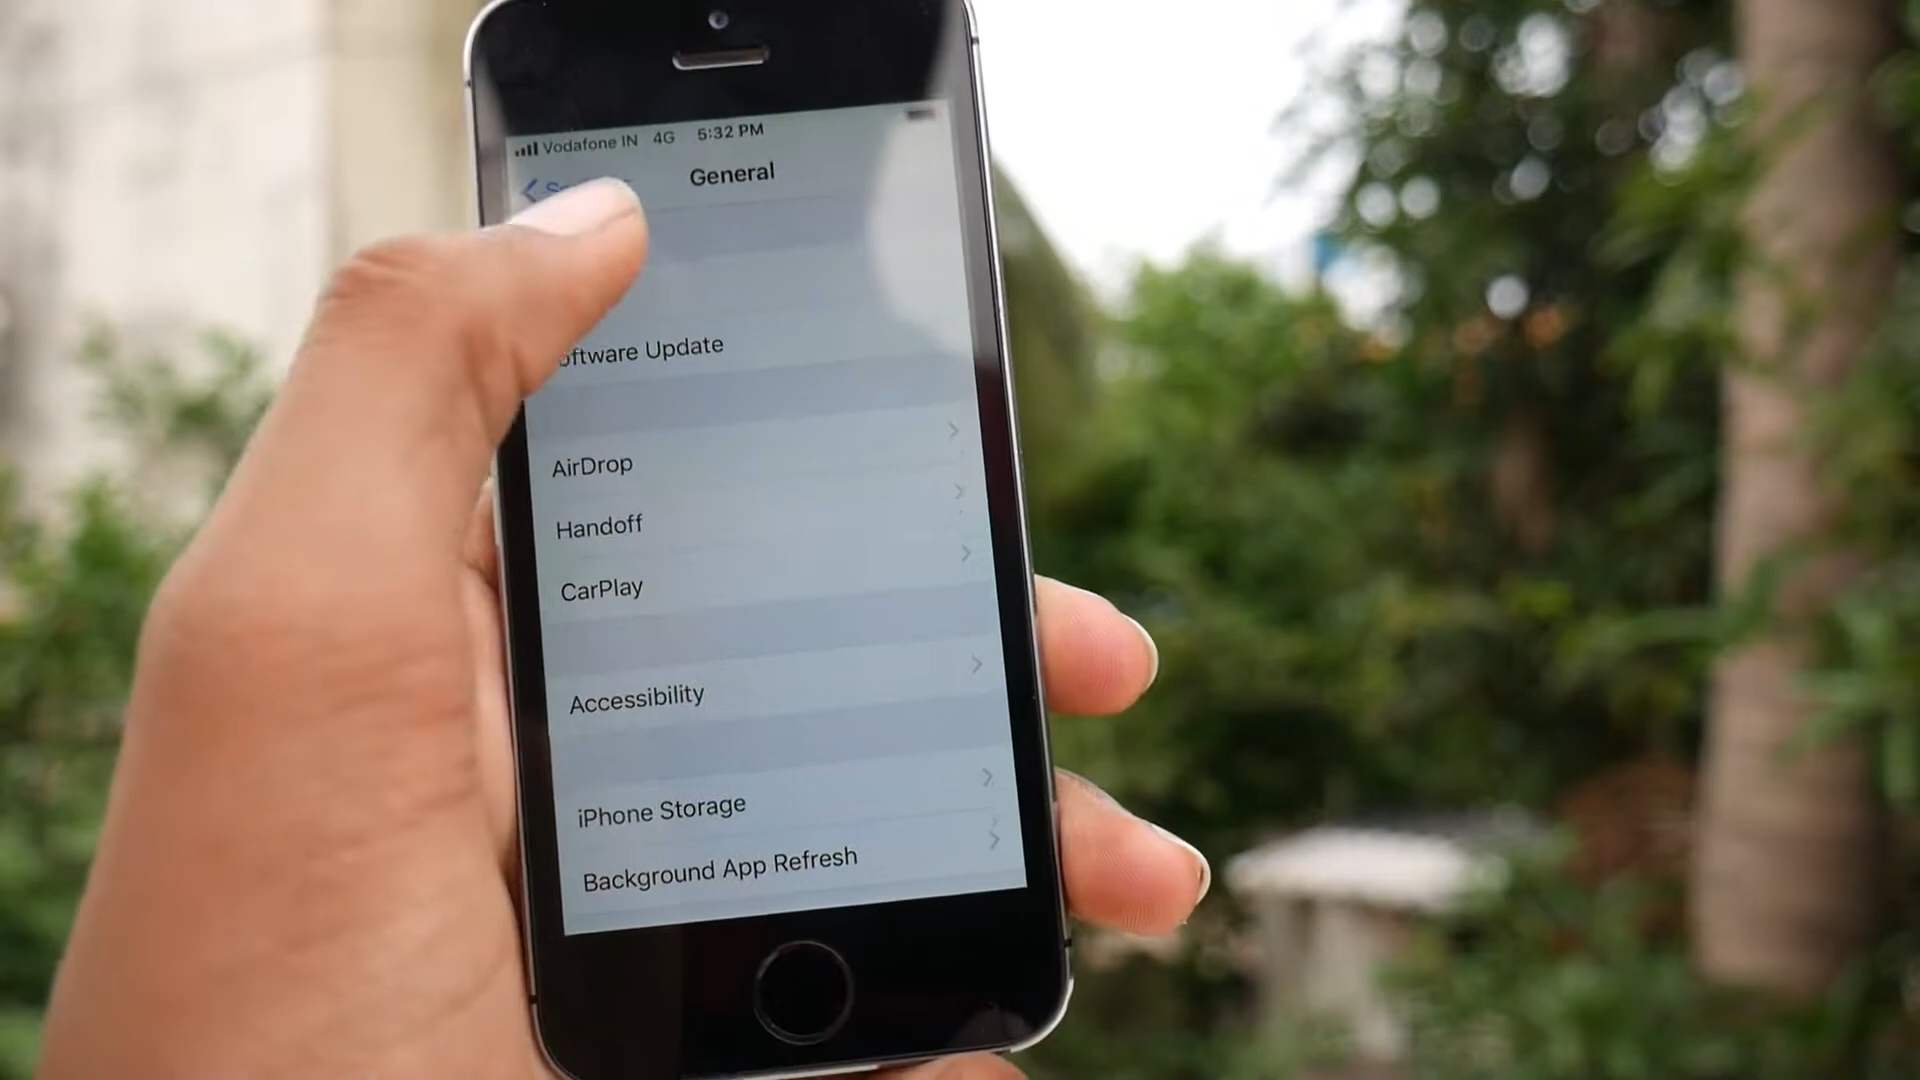 Vodafone IN 4G 5:32 PM
General
oftware Update
AirDrop
Handoff
CarPlay
Accessibility
iPhone Storage
Background App Refresh